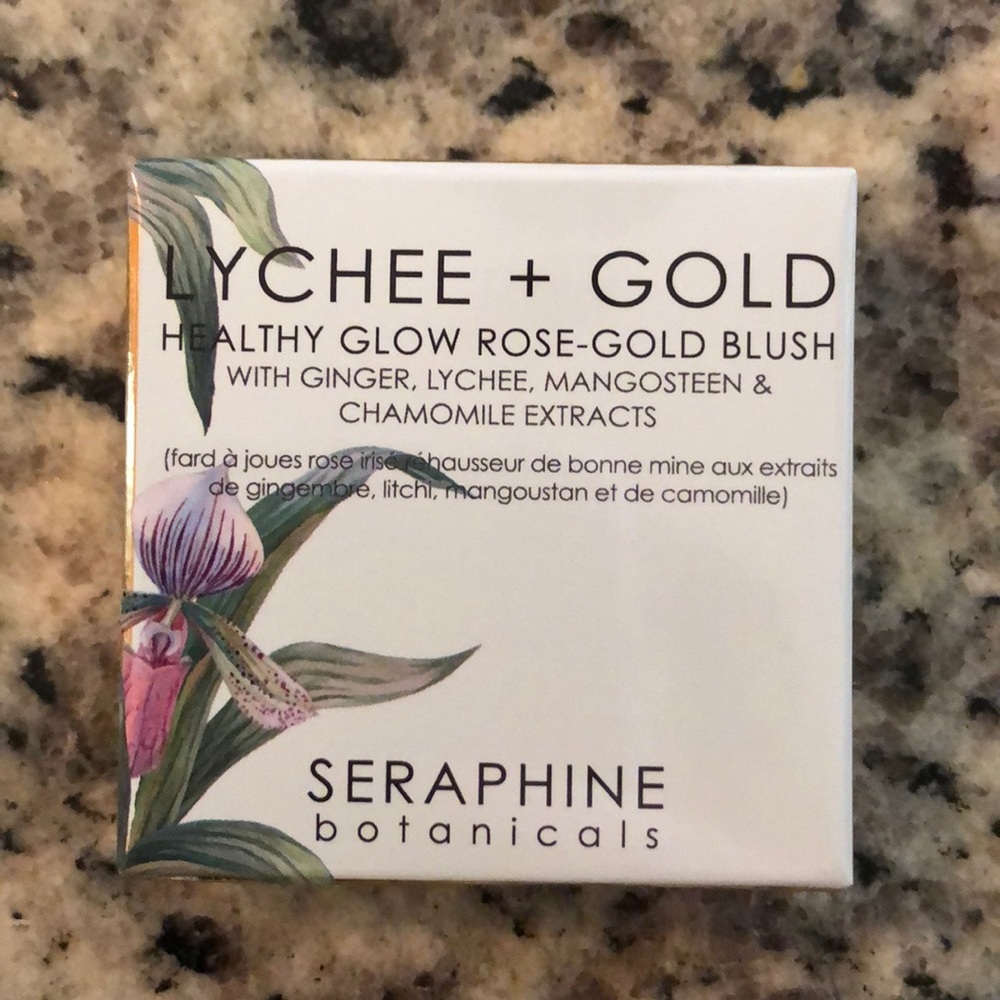 LYCHEE + GOLD
HEALTHY GLOW ROSE-GOLD BLUSH
WITH GINGER, LYCHEE, MANGOSTEEN &
CHAMOMILE EXTRACTS
(fard à joues rose irisé réhausseur de bonne mine aux extraits
de gingembre, litchi, mangoustan et de camomille)
SERAPHINE
botanicals